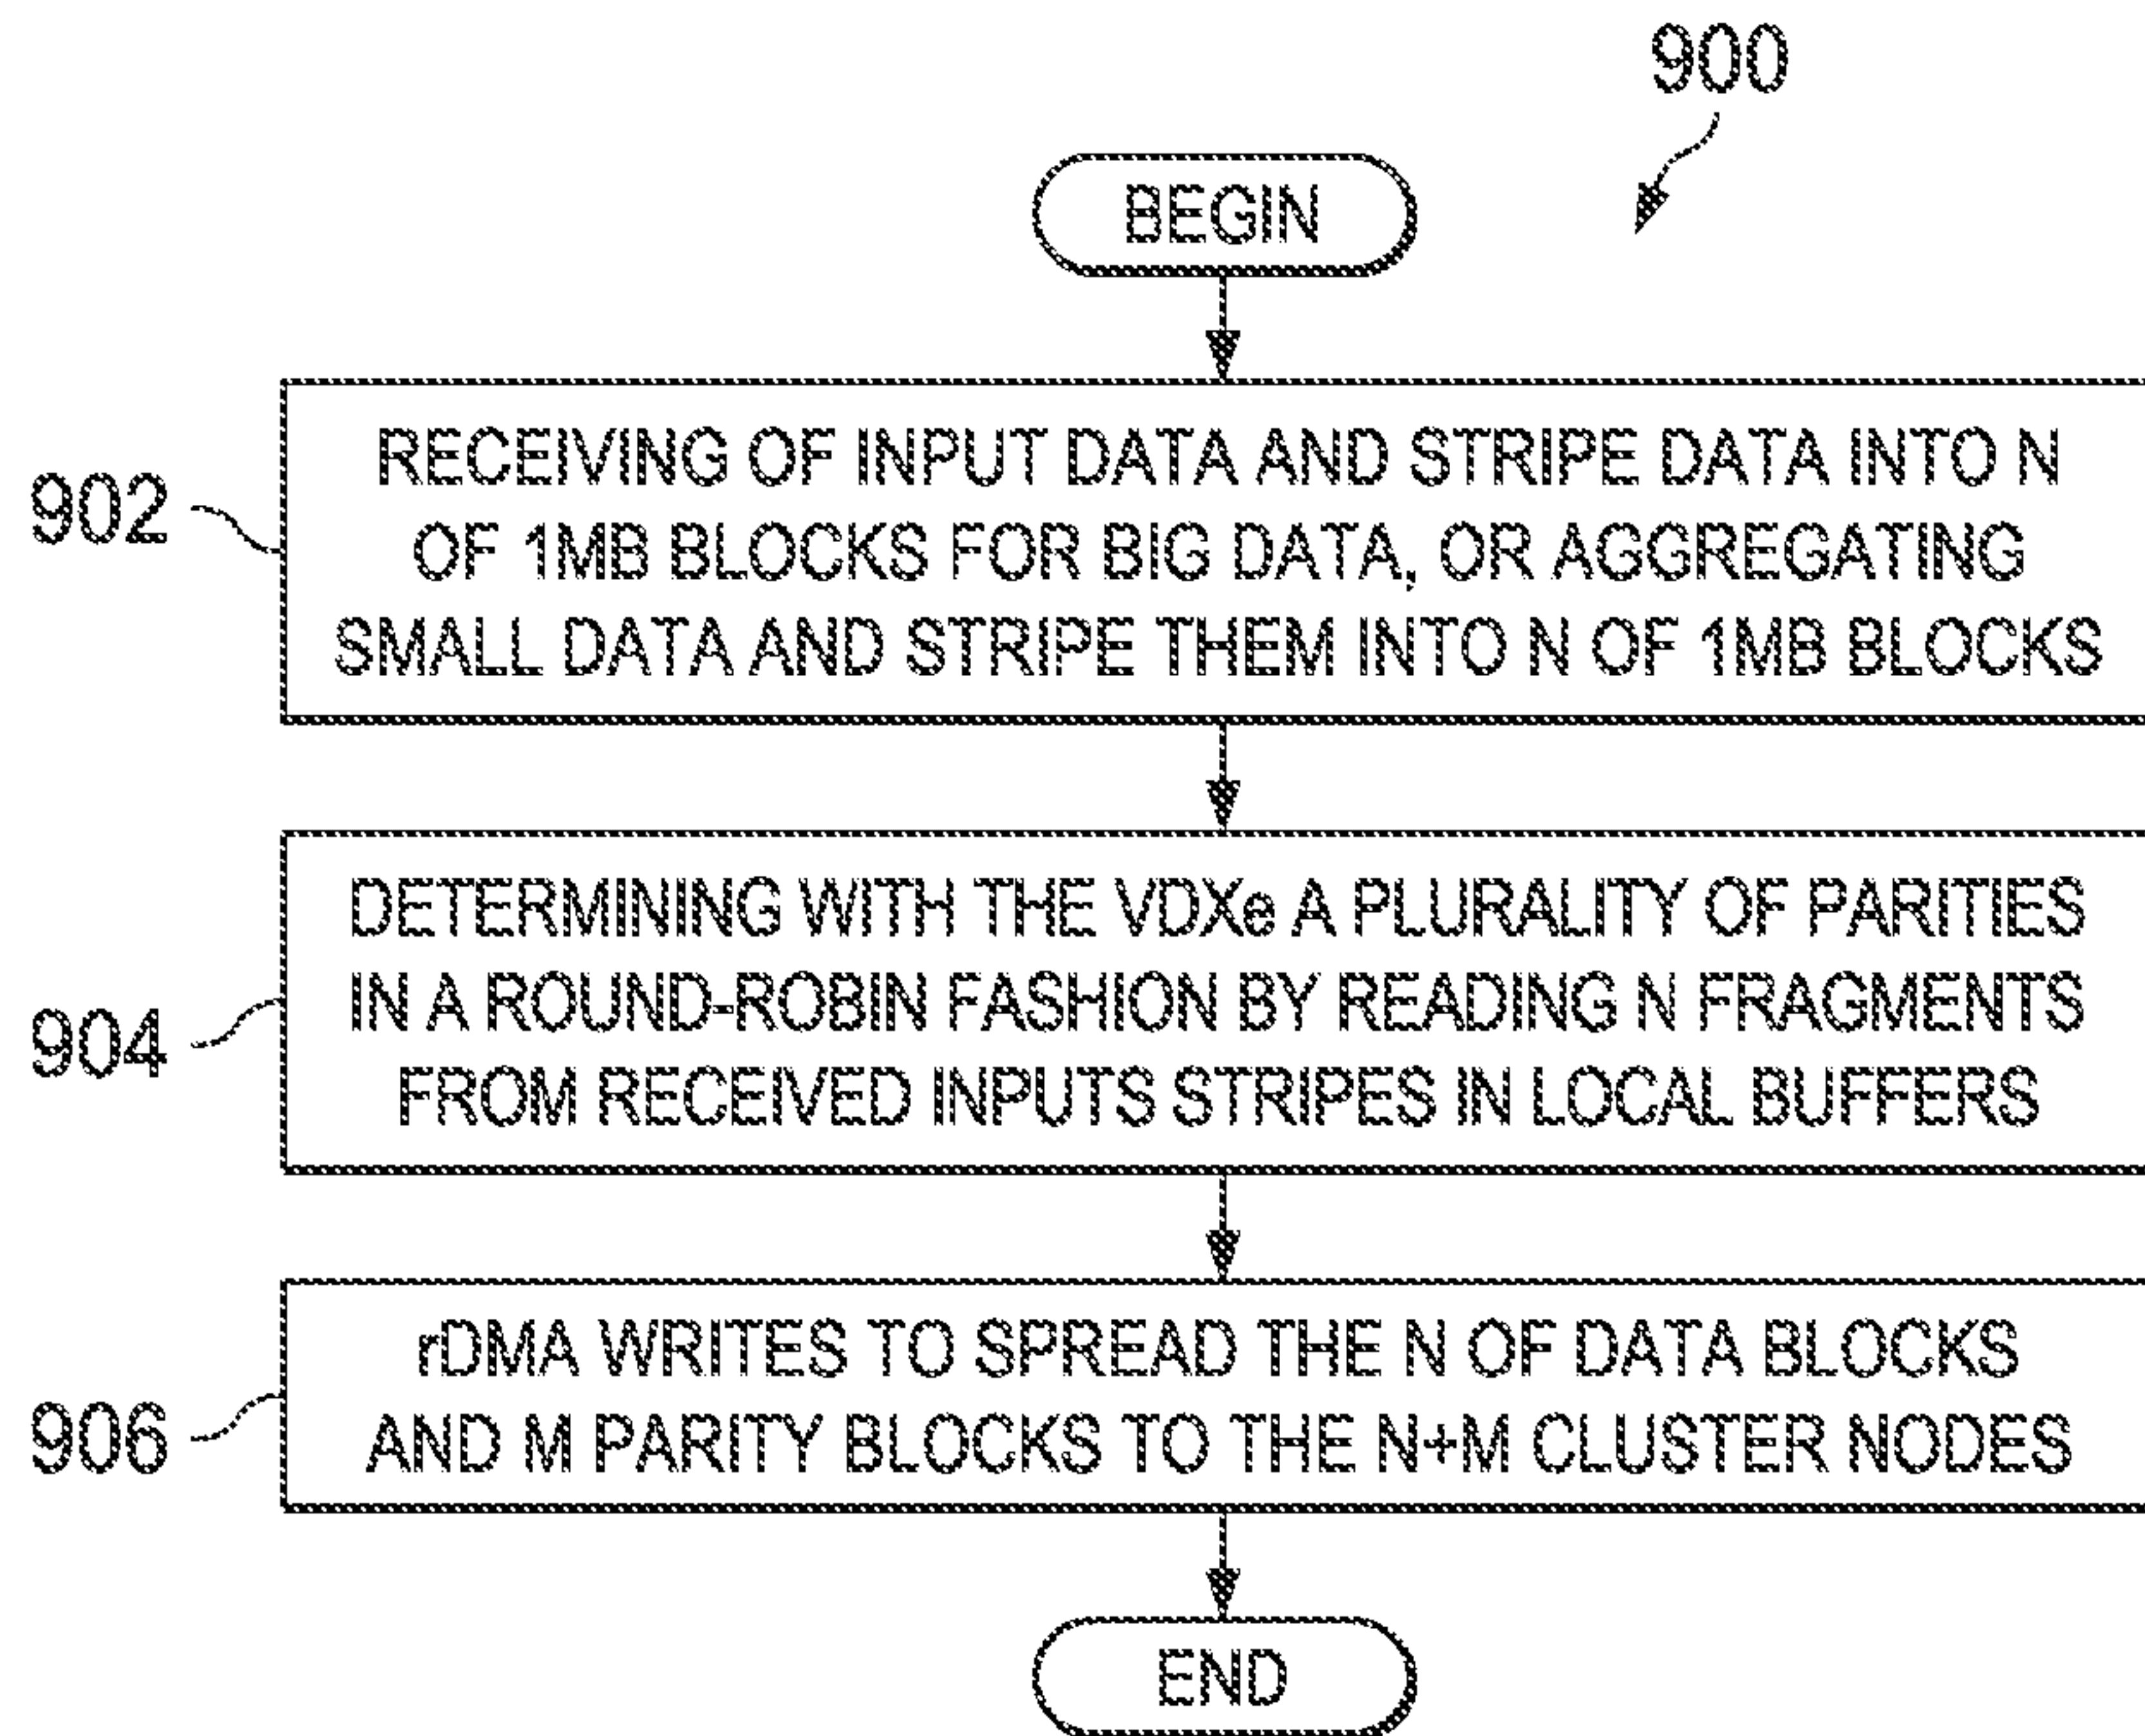 900
BEGIN
902
RECEIVING OF INPUT DATA AND STRIPE DATA INTO N
OF 1MB BLOCKS FOR BIG DATA, OR AGGREGATING
SMALL DATA AND STRIPE THEM INTO N OF 1MB BLOCKS
904
DETERMINING WITH THE VDXe A PLURALITY OF PARITIES
IN A ROUND-ROBIN FASHION BY READING N FRAGMENTS
FROM RECEIVED INPUTS STRIPES IN LOCAL BUFFERS
906
rDMA WRITES TO SPREAD THE N OF DATA BLOCKS
AND M PARITY BLOCKS TO THE N+M CLUSTER NODES
END